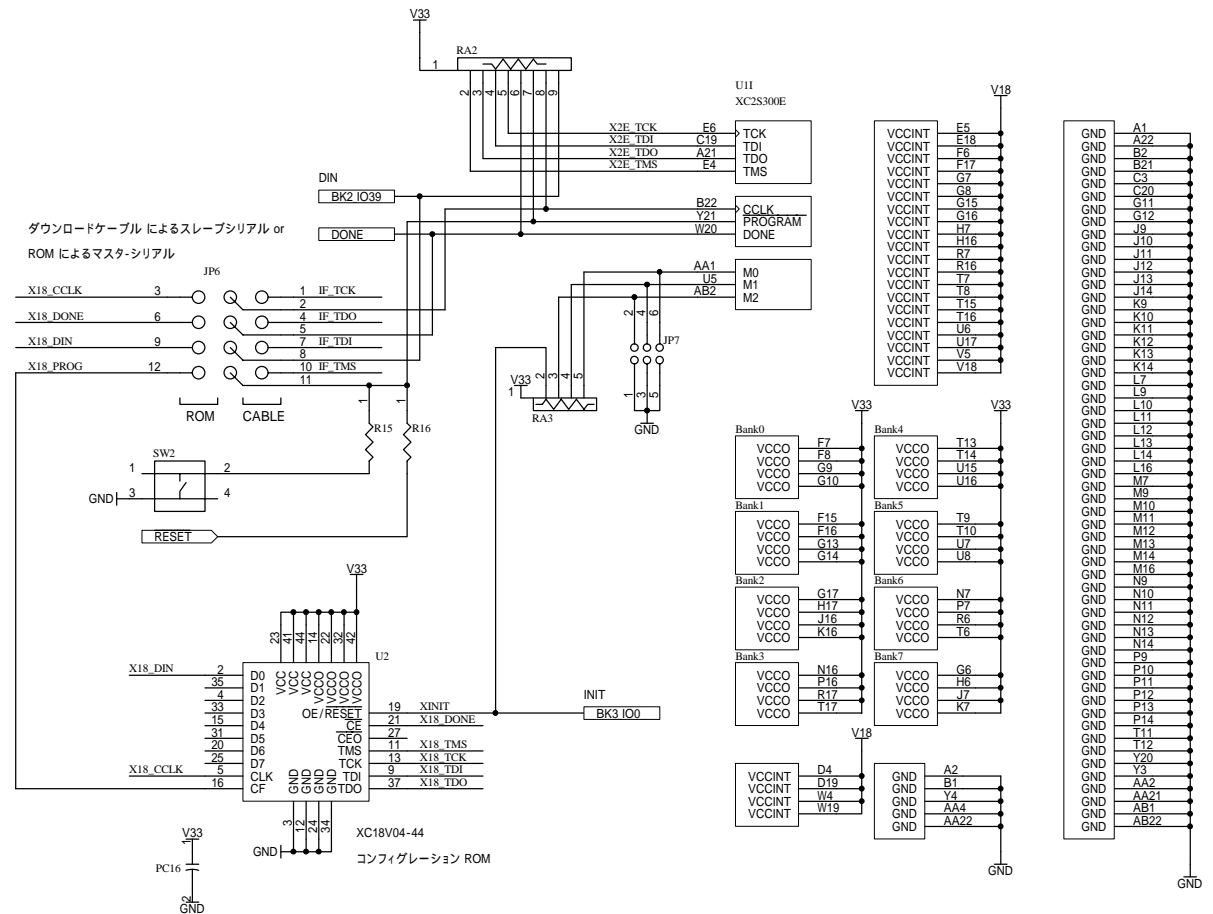 V33
RA2
1
2 3 4 5 6 7 8 9
U1I
XC2S300E
X2E_TCK E6 TCK
X2E_TDI C19 TDI
X2E_TDO A21 TDO
X2E_TMS E4 TMS
DIN
BK2 IO39
DONE
B22 CCLK
Y21 PROGRAM
W20 DONE
AA1 M0
U5 M1
AB2 M2
ダウンロードケーブル によるスレーブシリアル or
ROM によるマスタ-シリアル
JP6
X18_CCLK 3 1 IF_TCK
2
X18_DONE 6 4 IF_TDO
5
X18_DIN 9 7 IF_TDI
8
X18_PROG 12 10 IF_TMS
11
ROM CABLE
2 4 6
JP7
1 3 5
GND
V33
1
2 3 4 5
RA3
1 1
R15 R16
SW2
1 2
GND 3 4
RESET
V33
23 41 44 14 22 32 42
U2
VCC VCC VCC VCCO VCCO VCCO VCCO
X18_DIN 2 D0
35 D1
4 D2
33 D3
15 D4
31 D5
20 D6
25 D7
X18_CCLK 5 CLK
16 CF
OE/RESET 19 XINIT
CE 21 X18_DONE
CEO 27
TMS 11 X18_TMS
TCK 13 X18_TCK
TDI 9 X18_TDI
TDO 37 X18_TDO
GND GND GND GND
3 12 24 34
GND
INIT
BK3 IO0
XC18V04-44
コンフィグレーション ROM
V33
1
PC16
2
GND
V18
VCCINT E5
VCCINT E18
VCCINT F6
VCCINT F17
VCCINT G7
VCCINT G8
VCCINT G15
VCCINT G16
VCCINT H7
VCCINT H16
VCCINT R7
VCCINT R16
VCCINT T7
VCCINT T8
VCCINT T15
VCCINT T16
VCCINT U6
VCCINT U17
VCCINT V5
VCCINT V18
V33
Bank0
VCCO F7
VCCO F8
VCCO G9
VCCO G10
Bank1
VCCO F15
VCCO F16
VCCO G13
VCCO G14
Bank2
VCCO G17
VCCO H17
VCCO J16
VCCO K16
Bank3
VCCO N16
VCCO P16
VCCO R17
VCCO T17
V33
Bank4
VCCO T13
VCCO T14
VCCO U15
VCCO U16
Bank5
VCCO T9
VCCO T10
VCCO U7
VCCO U8
Bank6
VCCO N7
VCCO P7
VCCO R6
VCCO T6
Bank7
VCCO G6
VCCO H6
VCCO J7
VCCO K7
V18
VCCINT D4
VCCINT D19
VCCINT W4
VCCINT W19
GND A2
GND B1
GND Y4
GND AA4
GND AA22
GND
GND A1
GND A22
GND B2
GND B21
GND C3
GND C20
GND G11
GND G12
GND J9
GND J10
GND J11
GND J12
GND J13
GND J14
GND K9
GND K10
GND K11
GND K12
GND K13
GND K14
GND L7
GND L9
GND L10
GND L11
GND L12
GND L13
GND L14
GND L16
GND M7
GND M9
GND M10
GND M11
GND M12
GND M13
GND M14
GND M16
GND N9
GND N10
GND N11
GND N12
GND N13
GND N14
GND P9
GND P10
GND P11
GND P12
GND P13
GND P14
GND T11
GND T12
GND Y20
GND Y3
GND AA2
GND AA21
GND AB1
GND AB22
GND